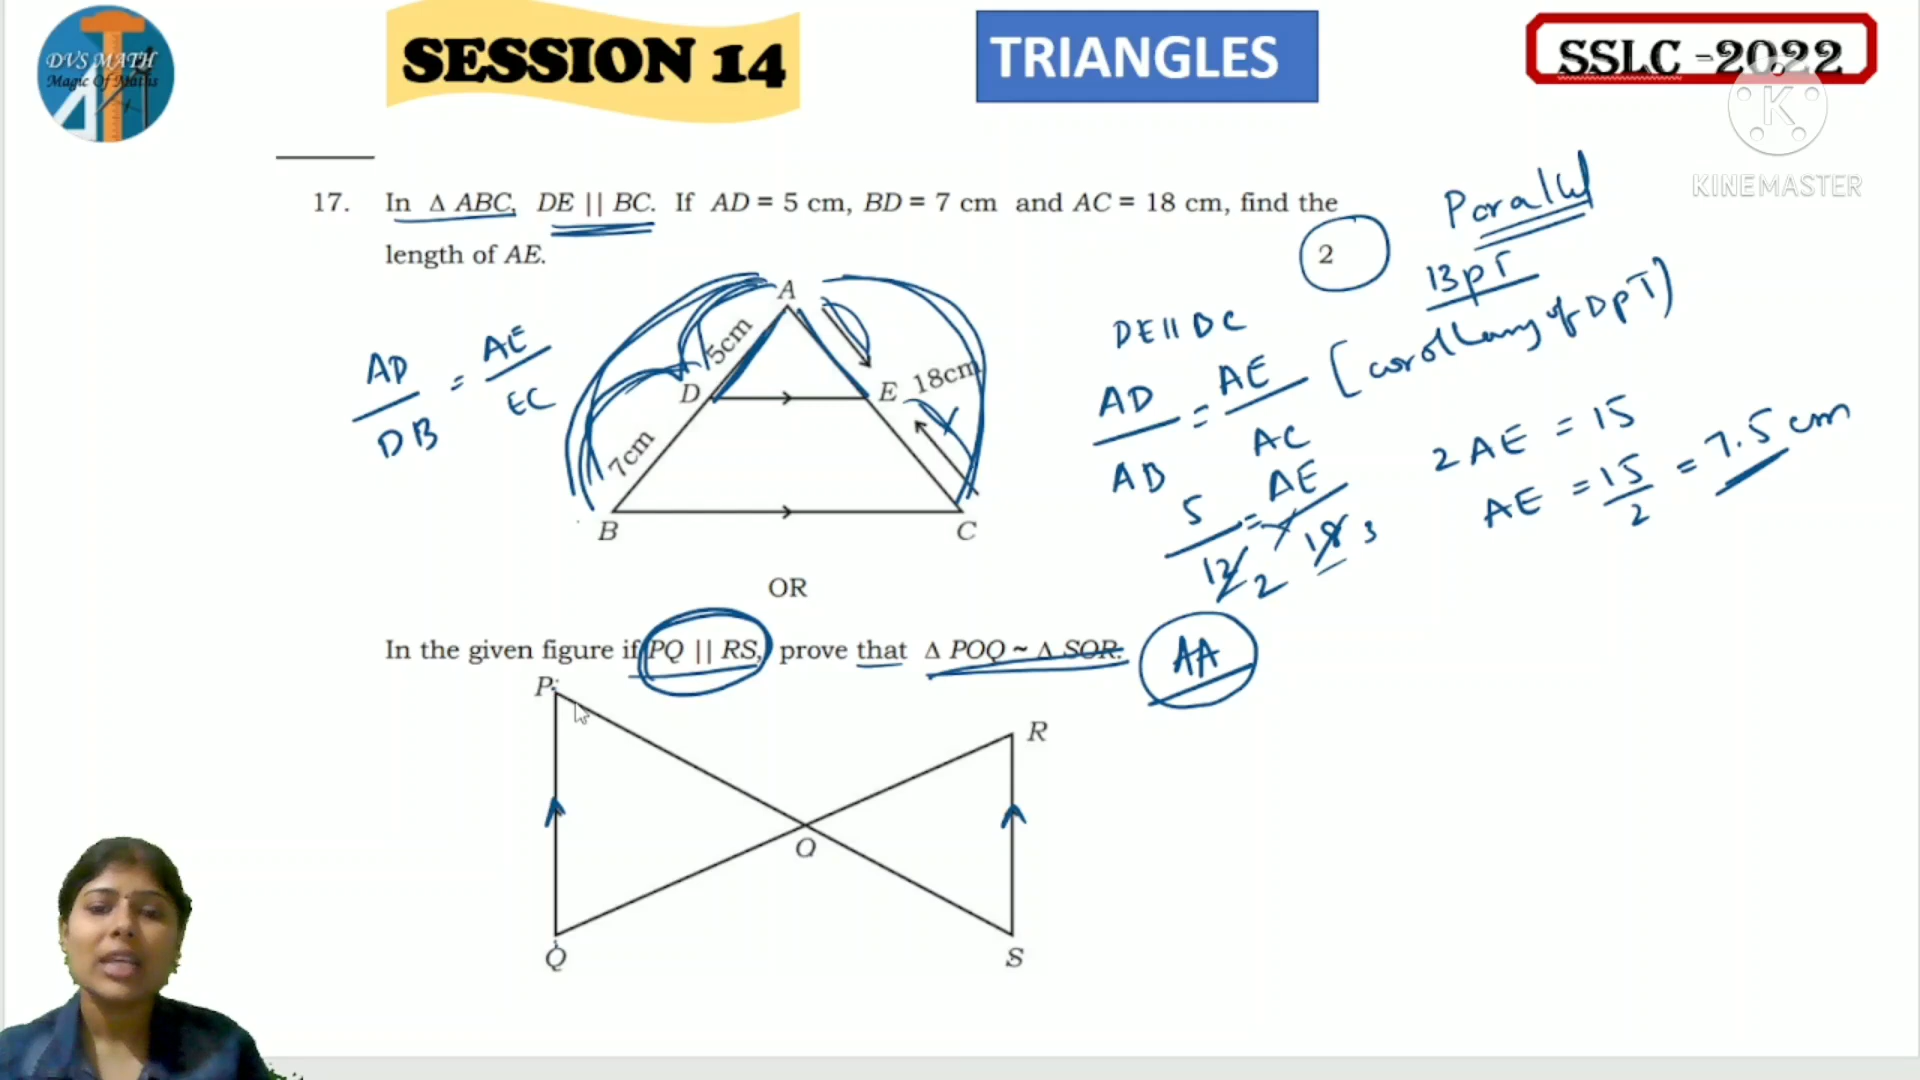 DVS MATH
Magic Of Maths
SESSION 14
TRIANGLES
SSLC -2022
K
KINEMASTER
17. In Δ ABC, DE || BC. If AD = 5 cm, BD = 7 cm and AC = 18 cm, find the
length of AE.
2
Parallel
BPT
A
5cm
D
E
18cm
7cm
B
C
AD = AE
DB EC
DE || BC
AD = AE [corollary of BPT)
AB AC
5 = AE
12 2 18 3
2AE = 15
AE = 15 = 7.5 cm
2
OR
In the given figure if PQ || RS, prove that Δ POQ ~ Δ SOR.
AA
P
R
O
Q
S